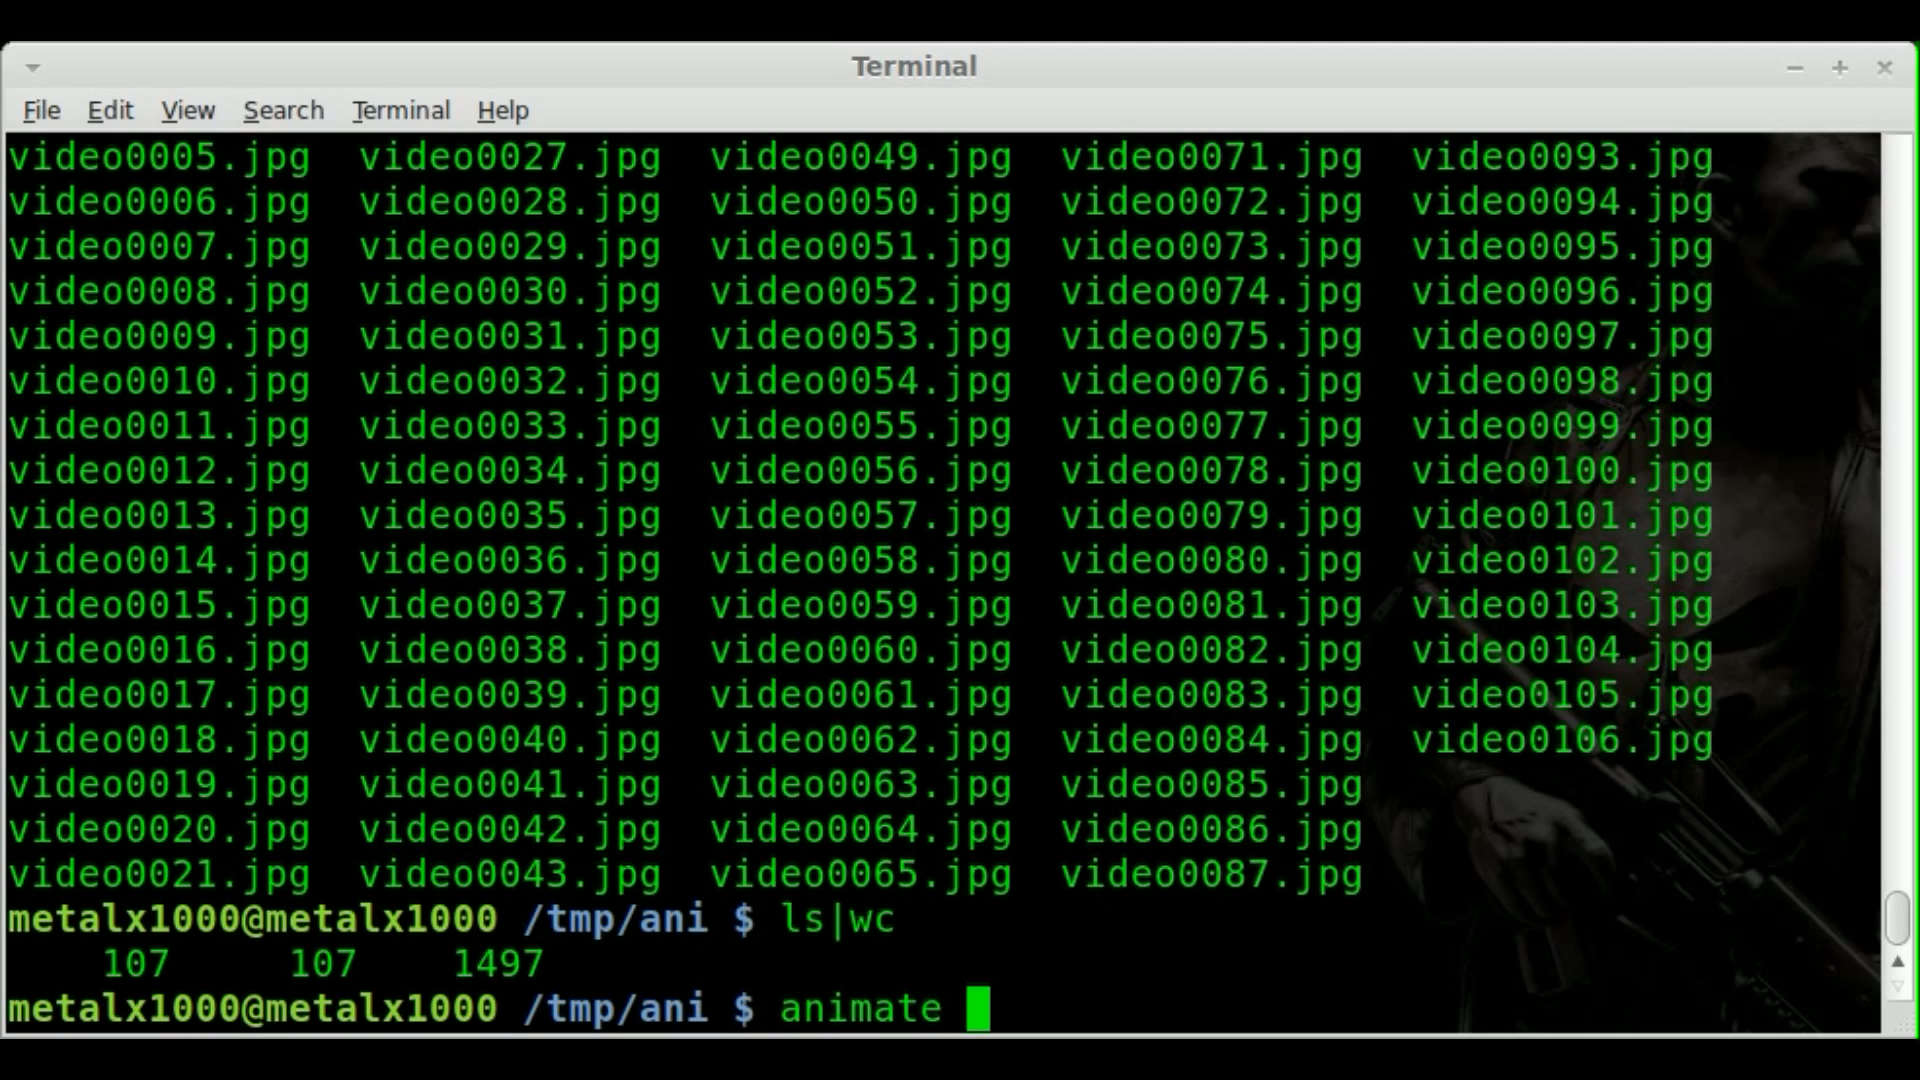 Terminal
File Edit View Search Terminal Help
video0005.jpg video0027.jpg video0049.jpg video0071.jpg video0093.jpg
video0006.jpg video0028.jpg video0050.jpg video0072.jpg video0094.jpg
video0007.jpg video0029.jpg video0051.jpg video0073.jpg video0095.jpg
video0008.jpg video0030.jpg video0052.jpg video0074.jpg video0096.jpg
video0009.jpg video0031.jpg video0053.jpg video0075.jpg video0097.jpg
video0010.jpg video0032.jpg video0054.jpg video0076.jpg video0098.jpg
video0011.jpg video0033.jpg video0055.jpg video0077.jpg video0099.jpg
video0012.jpg video0034.jpg video0056.jpg video0078.jpg video0100.jpg
video0013.jpg video0035.jpg video0057.jpg video0079.jpg video0101.jpg
video0014.jpg video0036.jpg video0058.jpg video0080.jpg video0102.jpg
video0015.jpg video0037.jpg video0059.jpg video0081.jpg video0103.jpg
video0016.jpg video0038.jpg video0060.jpg video0082.jpg video0104.jpg
video0017.jpg video0039.jpg video0061.jpg video0083.jpg video0105.jpg
video0018.jpg video0040.jpg video0062.jpg video0084.jpg video0106.jpg
video0019.jpg video0041.jpg video0063.jpg video0085.jpg
video0020.jpg video0042.jpg video0064.jpg video0086.jpg
video0021.jpg video0043.jpg video0065.jpg video0087.jpg
metalx1000@metalx1000 /tmp/ani $ ls|wc
107 107 1497
metalx1000@metalx1000 /tmp/ani $ animate